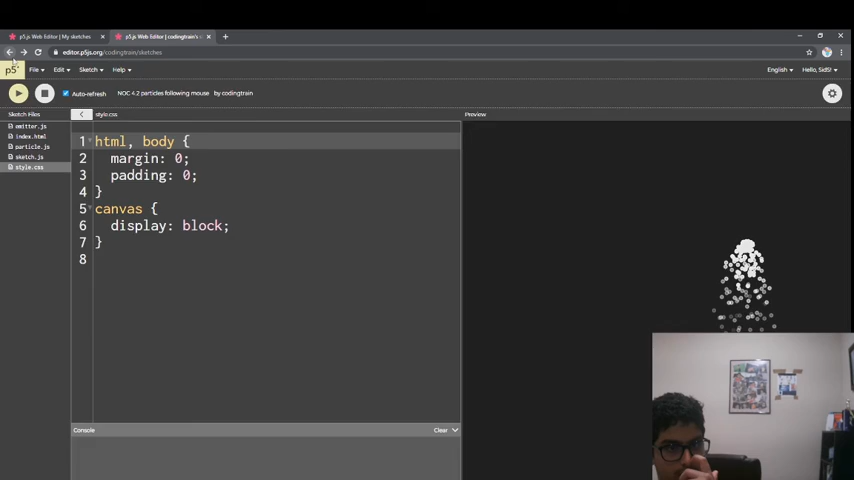 p5.js Web Editor | My sketches
p5.js Web Editor | codingtrain's s
editor.p5js.org/codingtrain/sketches
p5* File Edit Sketch Help English Hello, Sid5!
Auto-refresh NOC 4.2 particles following mouse by codingtrain
Sketch Files style.css Preview
emitter.js
index.html
particle.js
sketch.js
style.css
1 html, body {
2 margin: 0;
3 padding: 0;
4 }
5 canvas {
6 display: block;
7 }
8
Console Clear